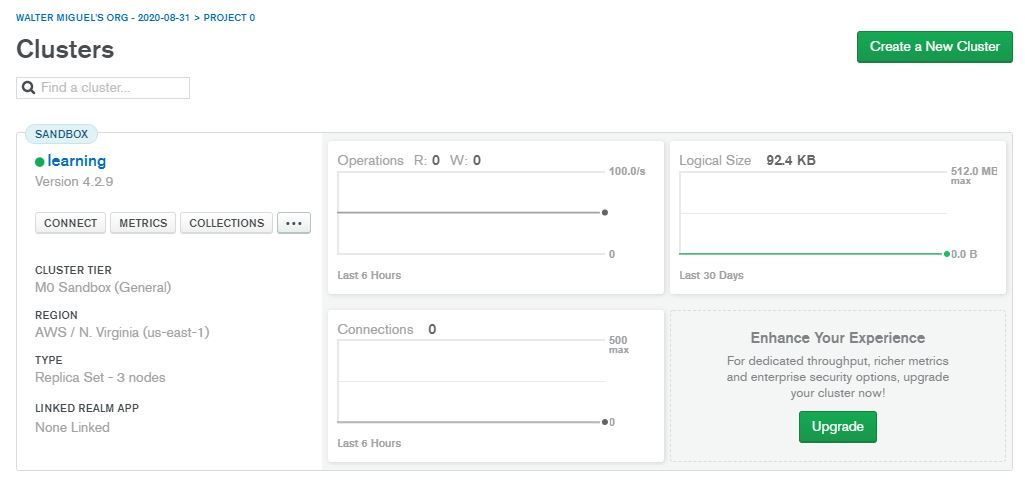 WALTER MIGUEL'S ORG - 2020-08-31 > PROJECT 0
Clusters
Create a New Cluster
Find a cluster...
SANDBOX
learning
Version 4.2.9
CONNECT METRICS COLLECTIONS ...
CLUSTER TIER
M0 Sandbox (General)
REGION
AWS / N. Virginia (us-east-1)
TYPE
Replica Set - 3 nodes
LINKED REALM APP
None Linked
Operations R: 0 W: 0
100.0/s
0
Last 6 Hours
Logical Size 92.4 KB
512.0 MB
max
0.0 B
Last 30 Days
Connections 0
500
max
0
Last 6 Hours
Enhance Your Experience
For dedicated throughput, richer metrics
and enterprise security options, upgrade
your cluster now!
Upgrade